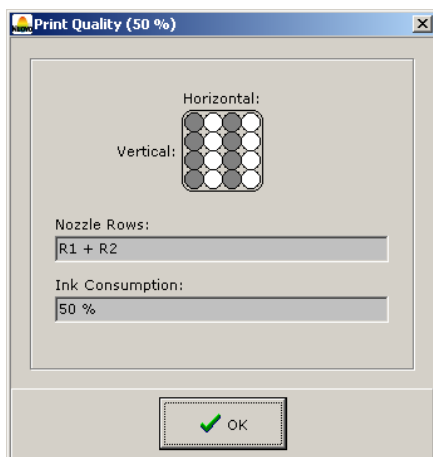 Print Quality (50 %)
Horizontal:
Vertical:
Nozzle Rows:
R1 + R2
Ink Consumption:
50 %
OK